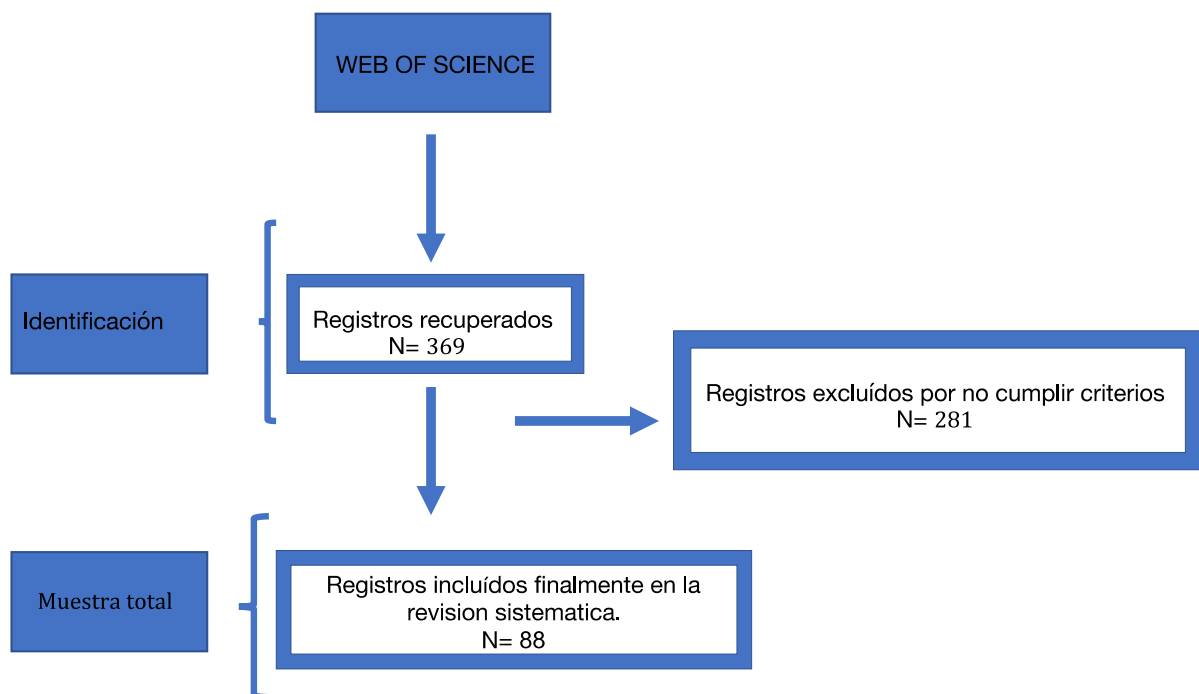 WEB OF SCIENCE
Identificación
Registros recuperados
N= 369
Registros excluídos por no cumplir criterios
N= 281
Muestra total
Registros incluídos finalmente en la
revision sistematica.
N= 88